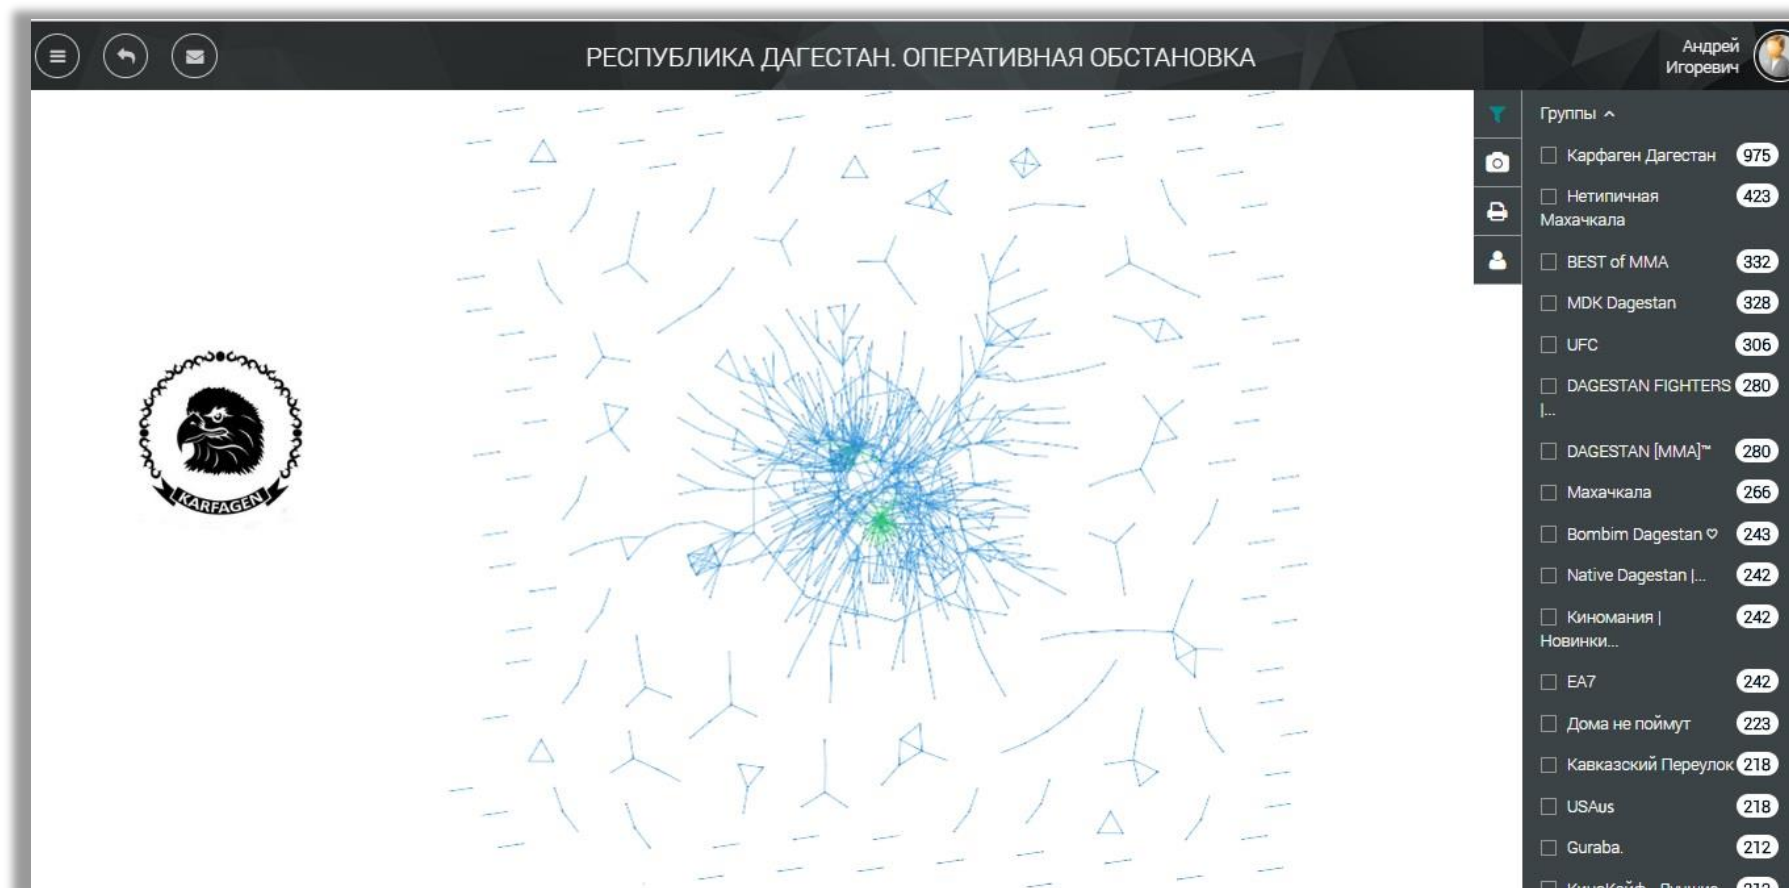 РЕСПУБЛИКА ДАГЕСТАН. ОПЕРАТИВНАЯ ОБСТАНОВКА
Андрей
Игоревич
Группы
Карфаген Дагестан 975
Нетипичная 423
Махачкала
BEST of MMA 332
MDK Dagestan 328
UFC 306
DAGESTAN FIGHTERS 280
|...
DAGESTAN [MMA]™ 280
Махачкала 266
Bombim Dagestan ♡ 243
Native Dagestan |... 242
Киномания | 242
Новинки...
EA7 242
Дома не поймут 223
Кавказский Переулок 218
USAus 218
Guraba. 212
KARFAGEN